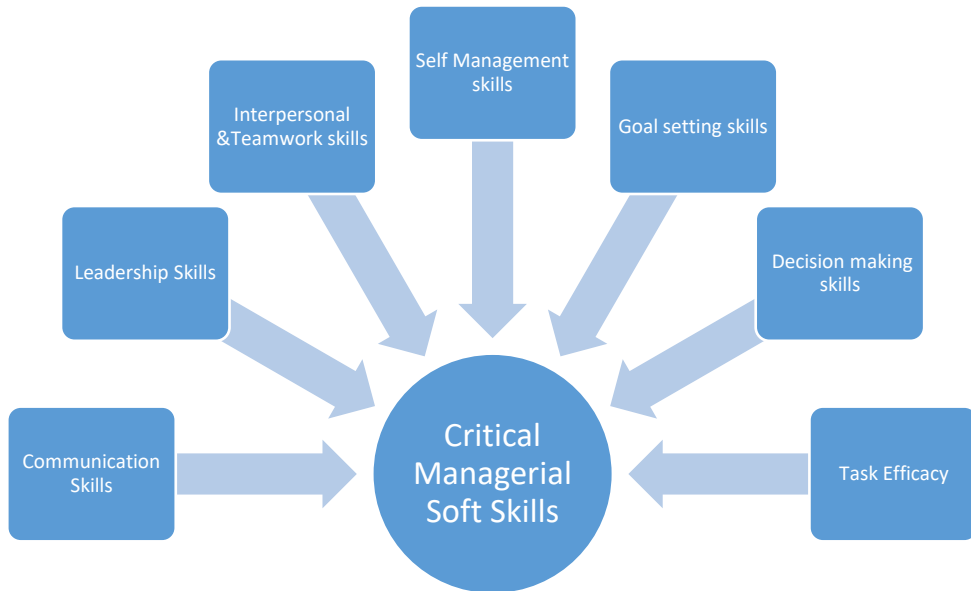 Self Management
skills
Interpersonal
&Teamwork skills
Goal setting skills
Leadership Skills
Decision making
skills
Communication
Skills
Critical
Managerial
Soft Skills
Task Efficacy